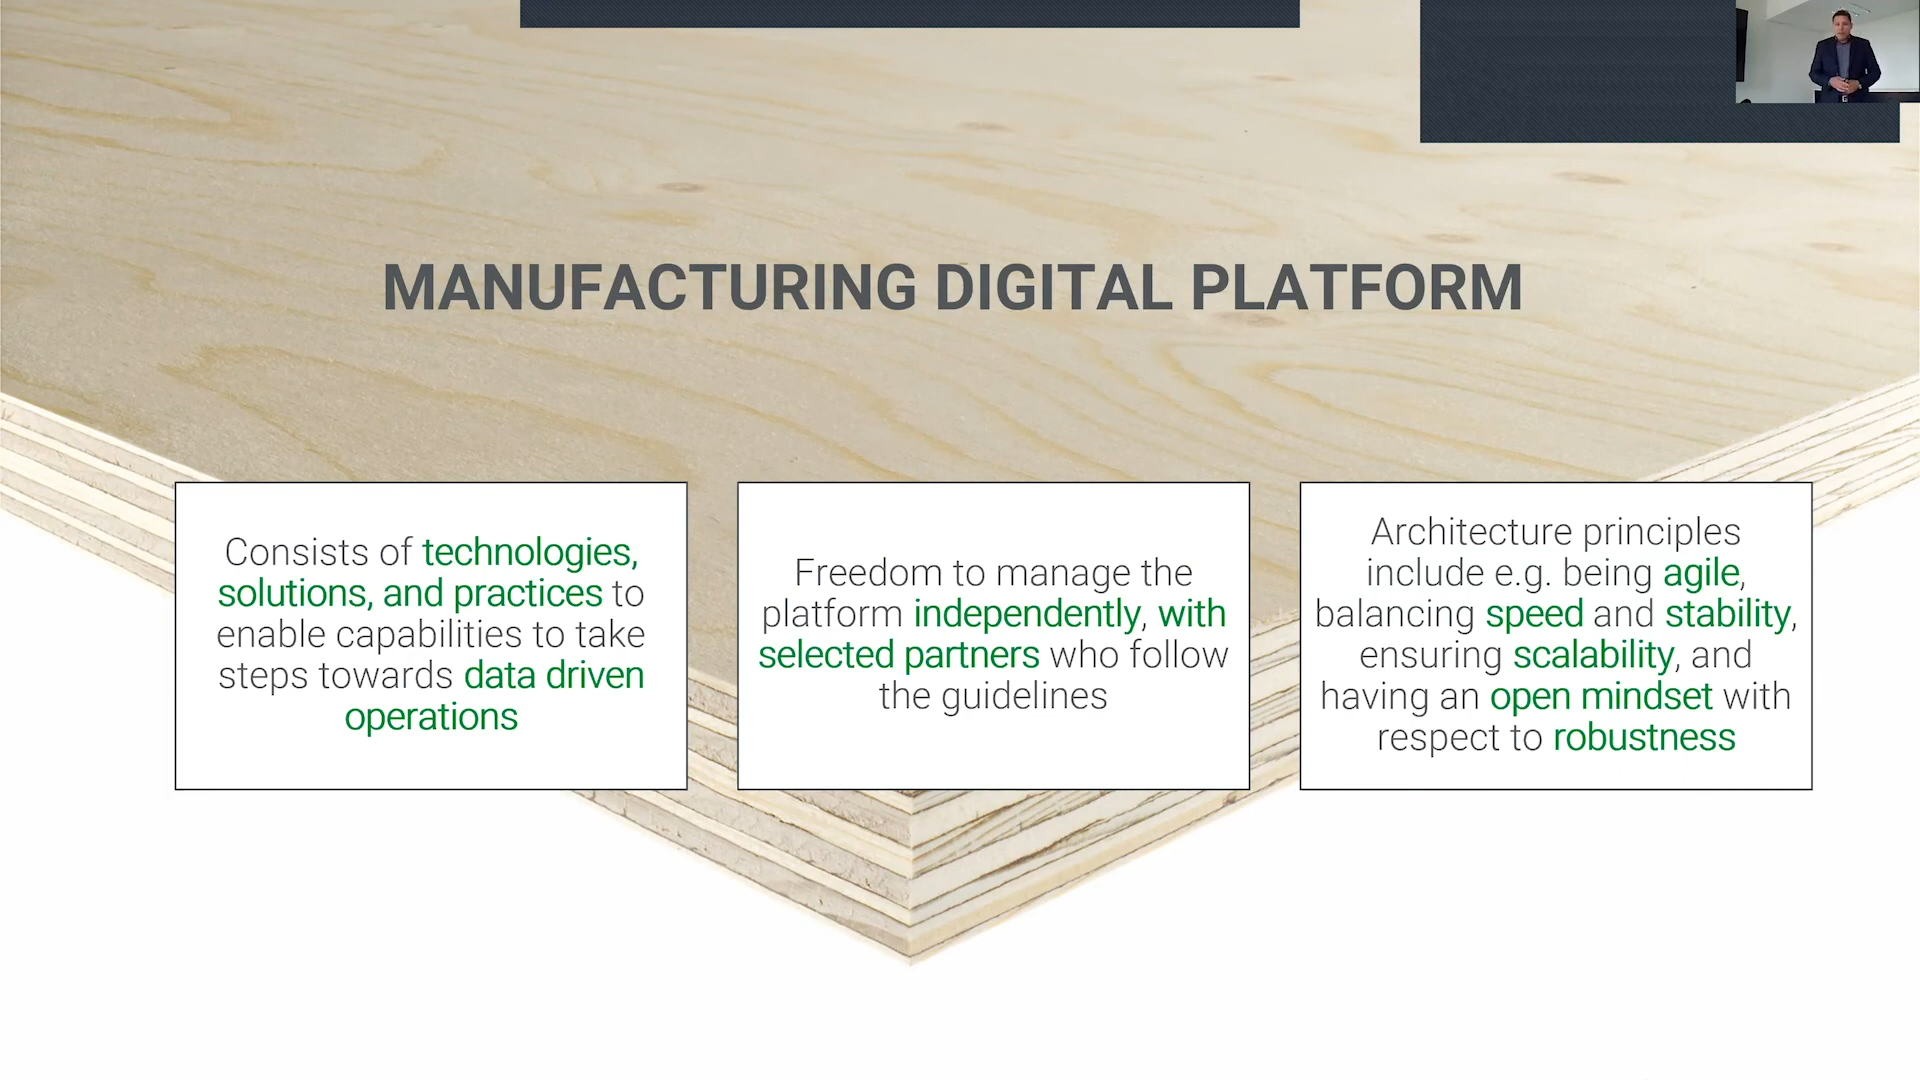 MANUFACTURING DIGITAL PLATFORM
Consists of technologies,
solutions, and practices to
enable capabilities to take
steps towards data driven
operations
Freedom to manage the
platform independently, with
selected partners who follow
the guidelines
Architecture principles
include e.g. being agile,
balancing speed and stability,
ensuring scalability, and
having an open mindset with
respect to robustness